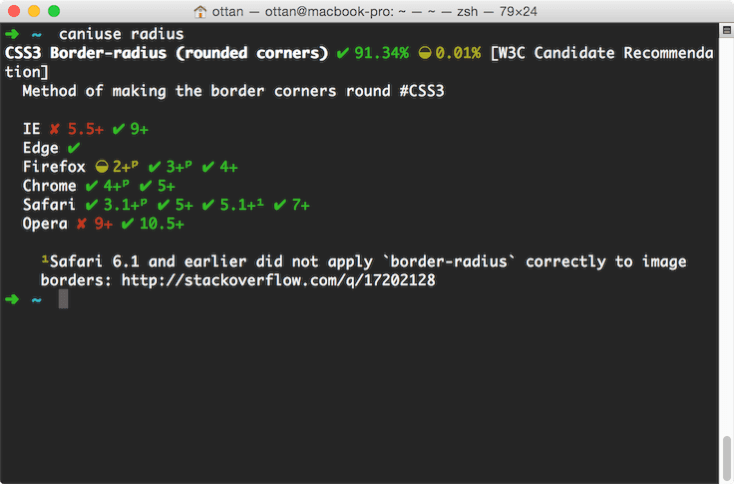 ottan — ottan@macbook-pro: ~ — ~ — zsh — 79×24
➜ ~ caniuse radius
CSS3 Border-radius (rounded corners) ✔ 91.34% ◒ 0.01% [W3C Candidate Recommenda
tion]
Method of making the border corners round #CSS3
IE ✘ 5.5+ ✔ 9+
Edge ✔
Firefox ◒ 2+ᵖ ✔ 3+ᵖ ✔ 4+
Chrome ✔ 4+ᵖ ✔ 5+
Safari ✔ 3.1+ᵖ ✔ 5+ ✔ 5.1+¹ ✔ 7+
Opera ✘ 9+ ✔ 10.5+
¹Safari 6.1 and earlier did not apply `border-radius` correctly to image
borders: http://stackoverflow.com/q/17202128
➜ ~